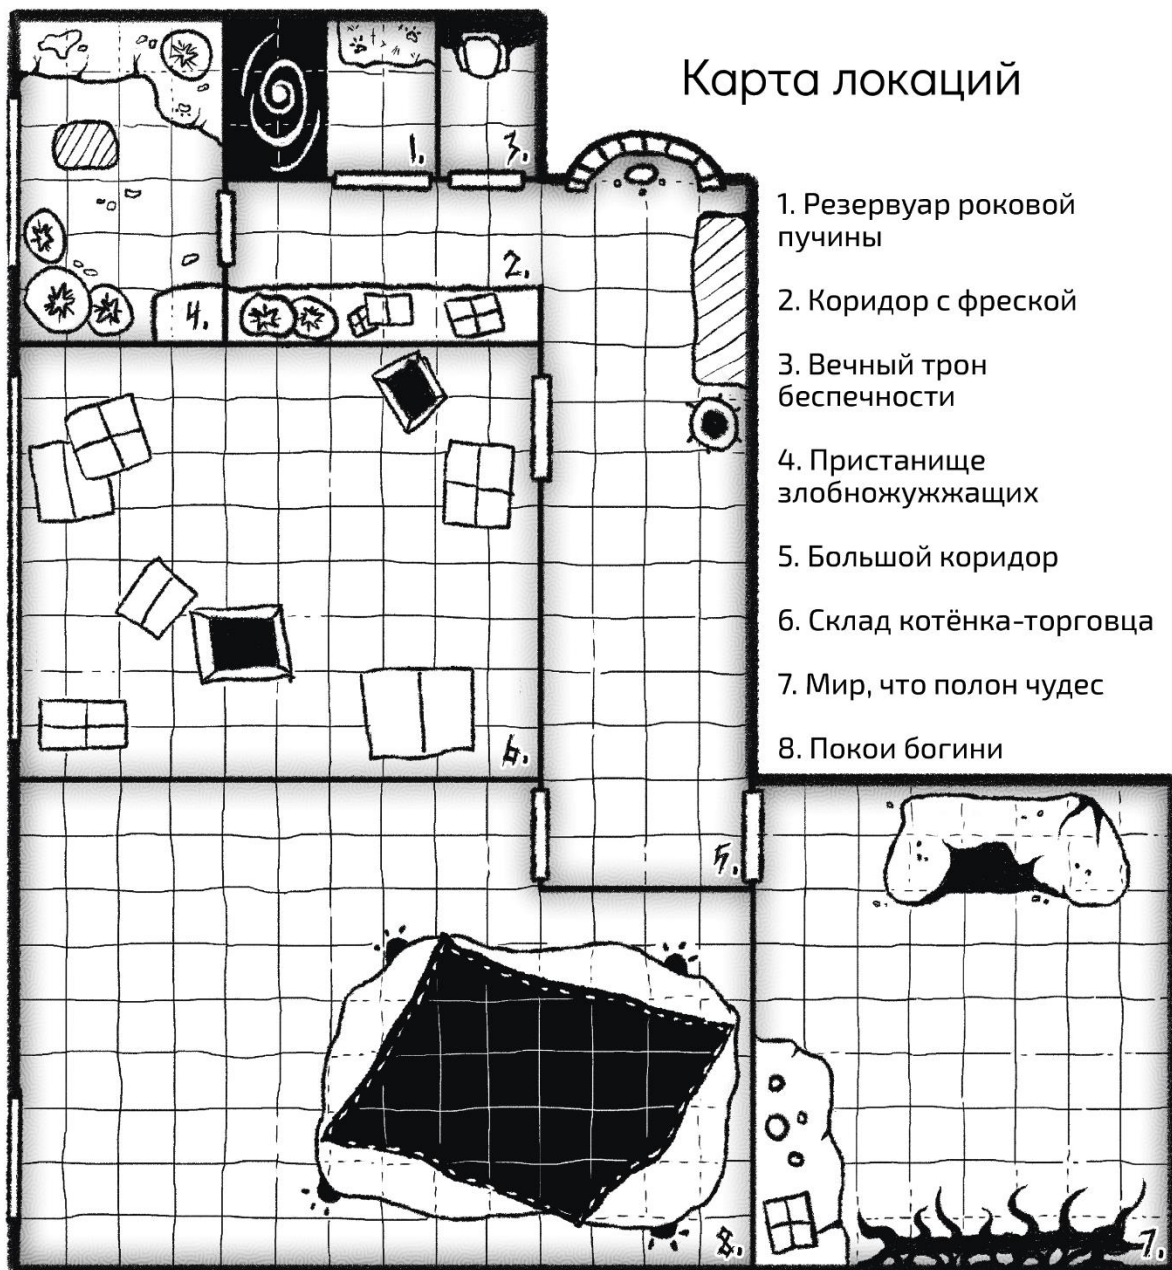 Карта локаций
1. Резервуар роковой
пучины
2. Коридор с фреской
3. Вечный трон
беспечности
4. Пристанище
злобножужжащих
5. Большой коридор
6. Склад котёнка-торговца
7. Мир, что полон чудес
8. Покои богини
1.
3.
2.
4.
6.
5.
8.
7.